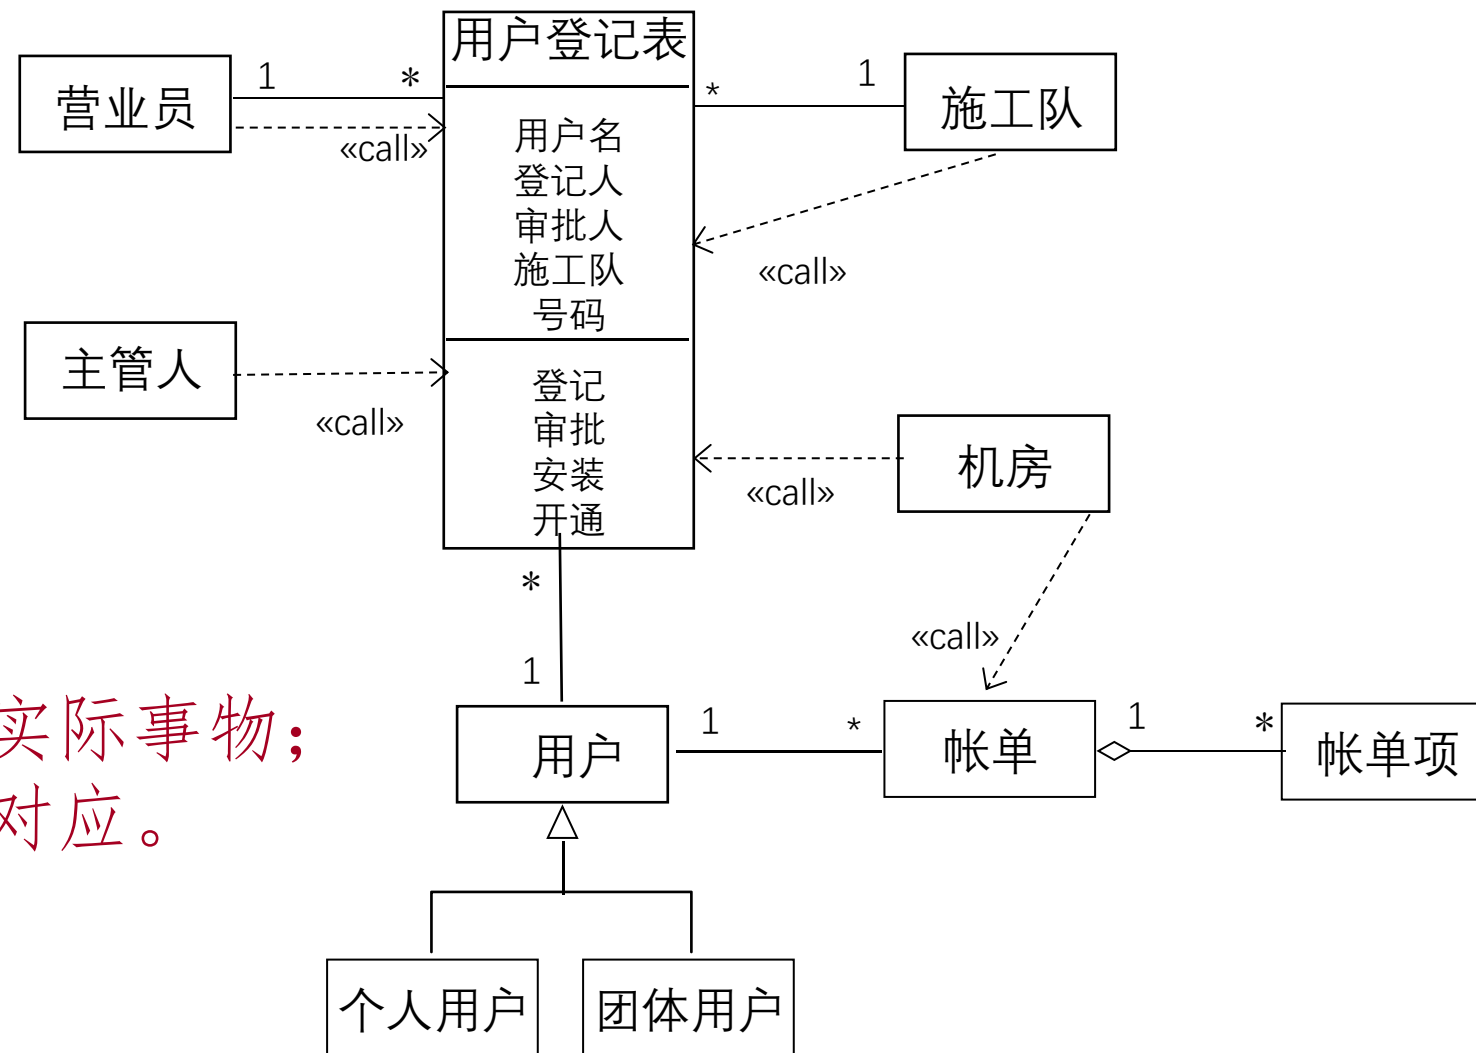 用户登记表
营业员
1
*
«call»
用户名
登记人
审批人
施工队
号码
*
1
施工队
«call»
主管人
«call»
登记
审批
安装
开通
机房
«call»
«call»
*
1
实际事物；
对应。
用户
1
*
帐单
1
*
帐单项
个人用户
团体用户